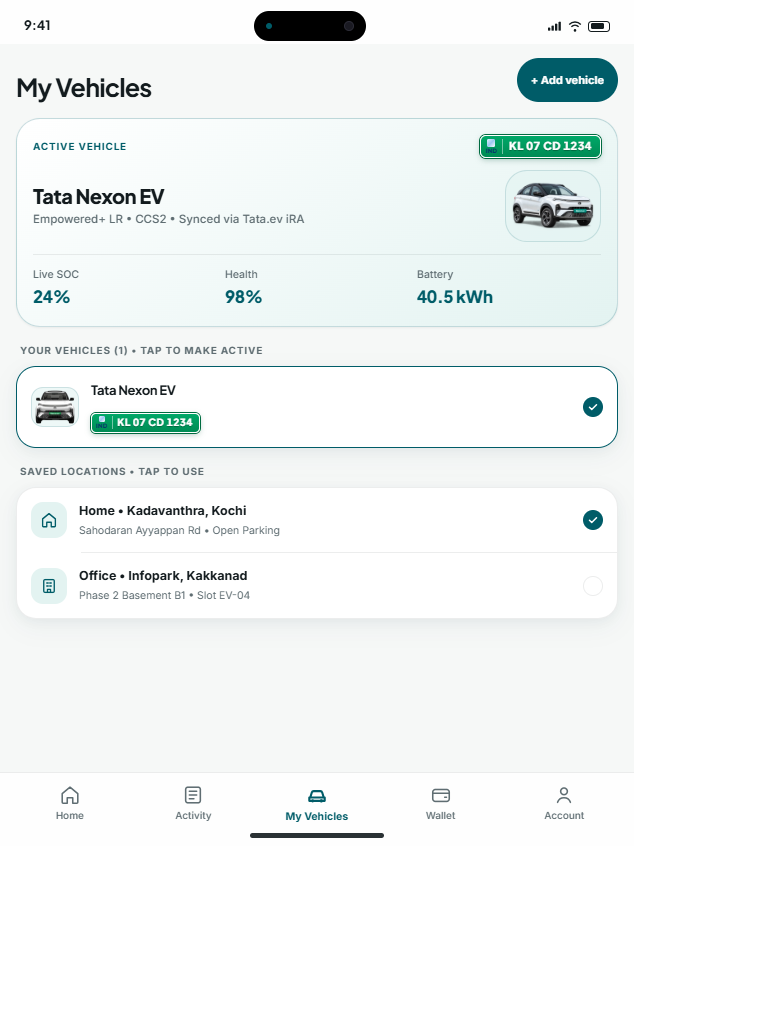 9:41
My Vehicles
+ Add vehicle
ACTIVE VEHICLE
IND KL 07 CD 1234
Tata Nexon EV
Empowered+ LR • CCS2 • Synced via Tata.ev iRA
Live SOC
Health
Battery
24%
98%
40.5 kWh
YOUR VEHICLES (1) • TAP TO MAKE ACTIVE
Tata Nexon EV
IND KL 07 CD 1234
SAVED LOCATIONS • TAP TO USE
Home • Kadavanthra, Kochi
Sahodaran Ayyappan Rd • Open Parking
Office • Infopark, Kakkanad
Phase 2 Basement B1 • Slot EV-04
Home
Activity
My Vehicles
Wallet
Account